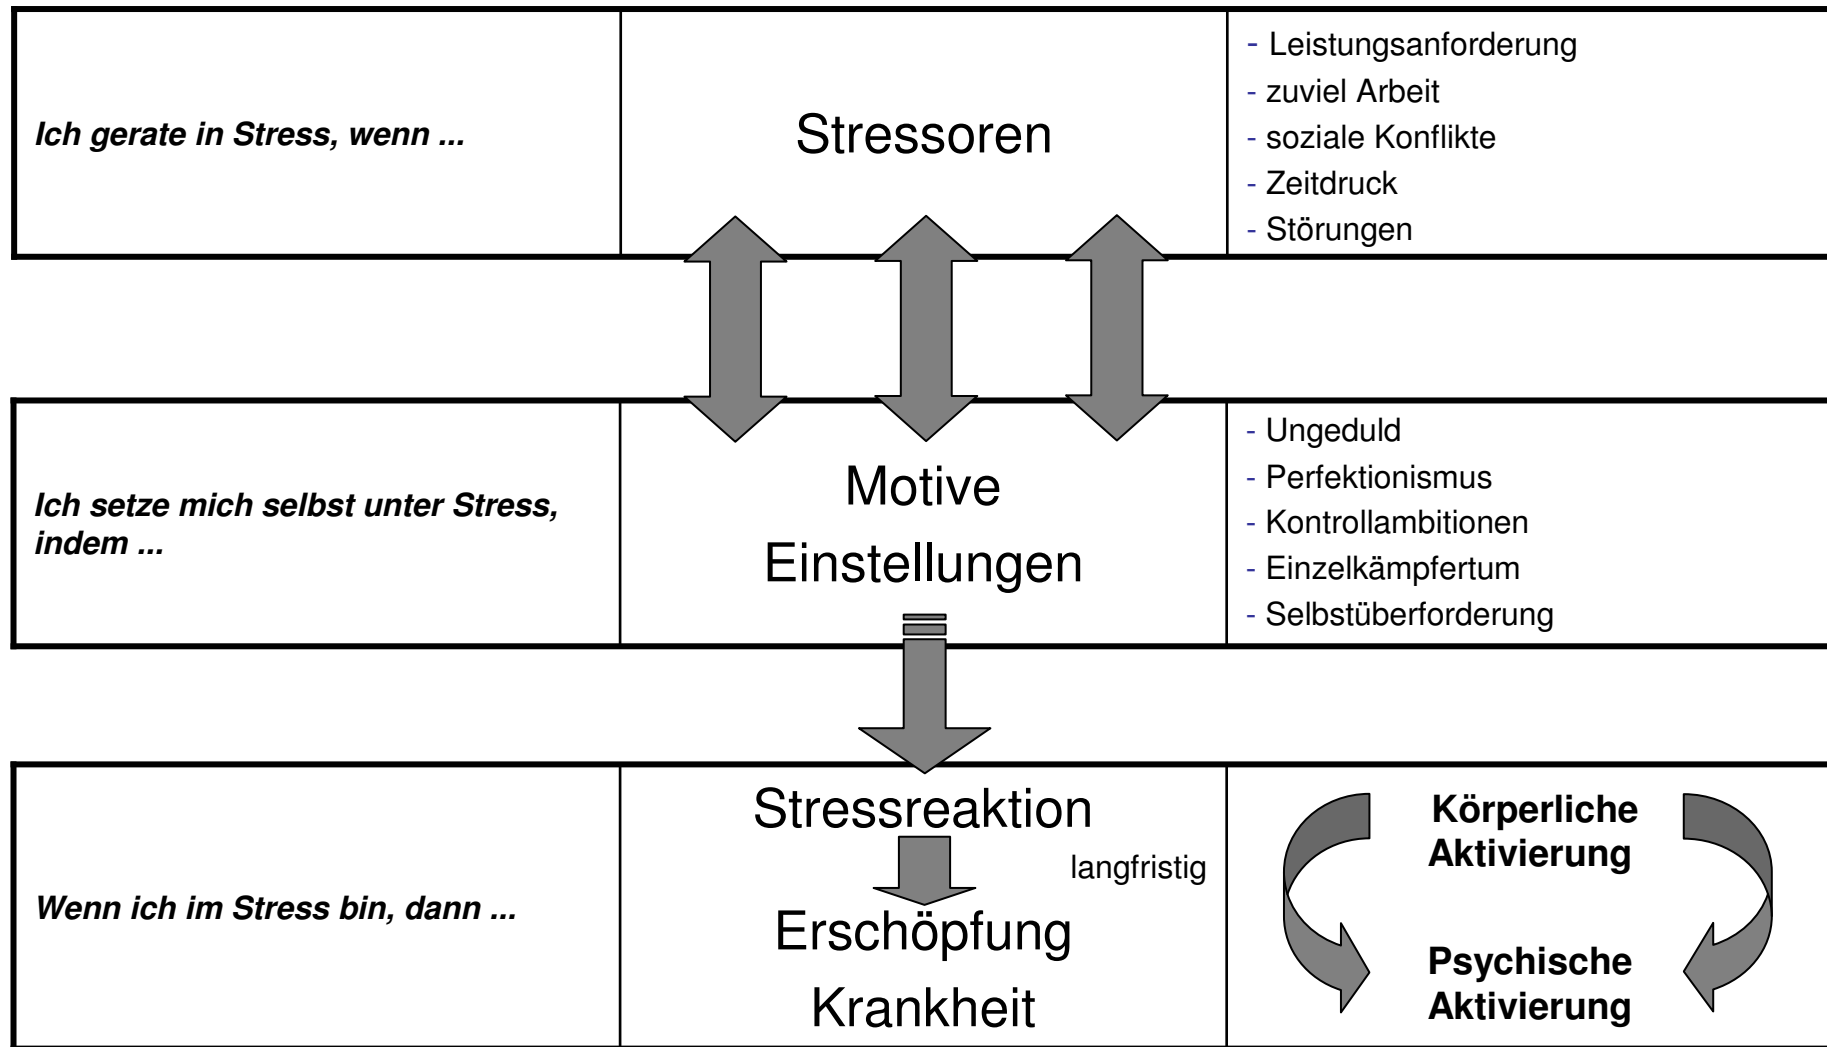 Ich gerate in Stress, wenn ...
Stressoren
- Leistungsanforderung
- zuviel Arbeit
- soziale Konflikte
- Zeitdruck
- Störungen
Ich setze mich selbst unter Stress,
indem ...
Motive
Einstellungen
- Ungeduld
- Perfektionismus
- Kontrollambitionen
- Einzelkämpfertum
- Selbstüberforderung
Wenn ich im Stress bin, dann ...
Stressreaktion
langfristig
Erschöpfung
Krankheit
Körperliche
Aktivierung
Psychische
Aktivierung